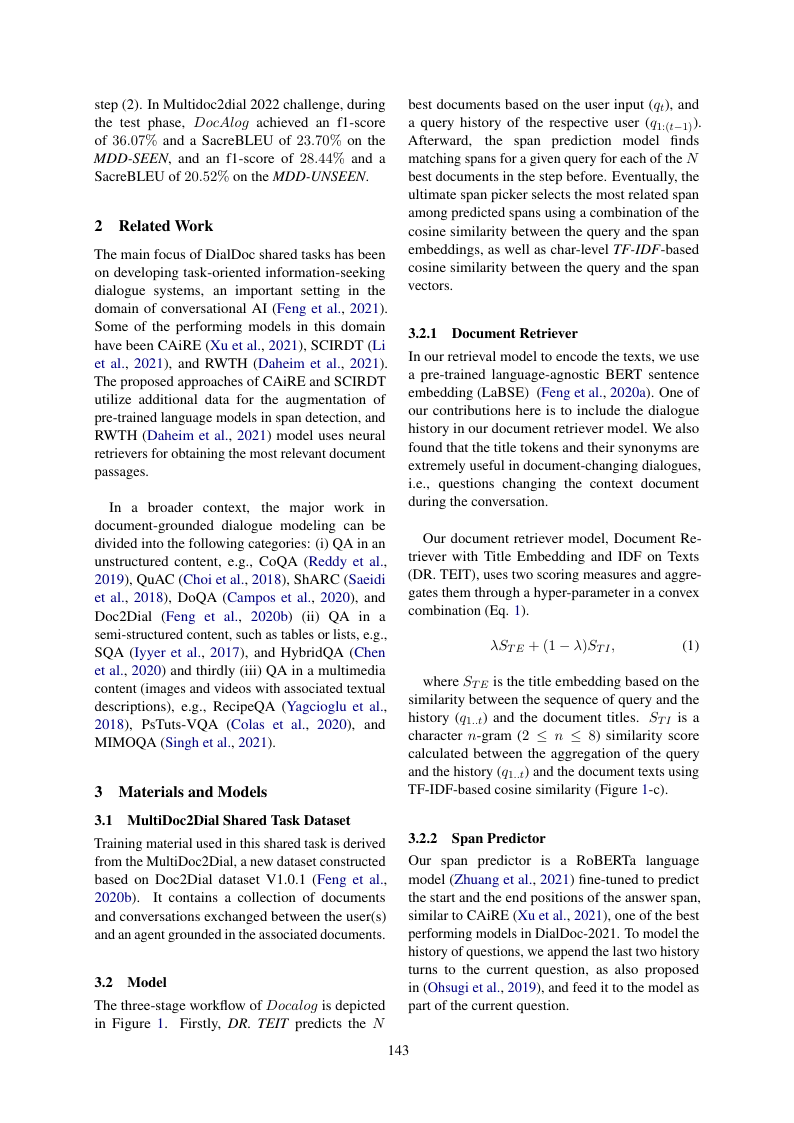 step (2). In Multidoc2dial 2022 challenge, during
the test phase, DocAlog achieved an f1-score
of 36.07% and a SacreBLEU of 23.70% on the
MDD-SEEN, and an f1-score of 28.44% and a
SacreBLEU of 20.52% on the MDD-UNSEEN.
2 Related Work
The main focus of DialDoc shared tasks has been
on developing task-oriented information-seeking
dialogue systems, an important setting in the
domain of conversational AI (Feng et al., 2021).
Some of the performing models in this domain
have been CAiRE (Xu et al., 2021), SCIRDT (Li
et al., 2021), and RWTH (Daheim et al., 2021).
The proposed approaches of CAiRE and SCIRDT
utilize additional data for the augmentation of
pre-trained language models in span detection, and
RWTH (Daheim et al., 2021) model uses neural
retrievers for obtaining the most relevant document
passages.
In a broader context, the major work in
document-grounded dialogue modeling can be
divided into the following categories: (i) QA in an
unstructured content, e.g., CoQA (Reddy et al.,
2019), QuAC (Choi et al., 2018), ShARC (Saeidi
et al., 2018), DoQA (Campos et al., 2020), and
Doc2Dial (Feng et al., 2020b) (ii) QA in a
semi-structured content, such as tables or lists, e.g.,
SQA (Iyyer et al., 2017), and HybridQA (Chen
et al., 2020) and thirdly (iii) QA in a multimedia
content (images and videos with associated textual
descriptions), e.g., RecipeQA (Yagcioglu et al.,
2018), PsTuts-VQA (Colas et al., 2020), and
MIMOQA (Singh et al., 2021).
3 Materials and Models
3.1 MultiDoc2Dial Shared Task Dataset
Training material used in this shared task is derived
from the MultiDoc2Dial, a new dataset constructed
based on Doc2Dial dataset V1.0.1 (Feng et al.,
2020b). It contains a collection of documents
and conversations exchanged between the user(s)
and an agent grounded in the associated documents.
3.2 Model
The three-stage workflow of Docalog is depicted
in Figure 1. Firstly, DR. TEIT predicts the N
best documents based on the user input (qt), and
a query history of the respective user (q1:(t−1)).
Afterward, the span prediction model finds
matching spans for a given query for each of the N
best documents in the step before. Eventually, the
ultimate span picker selects the most related span
among predicted spans using a combination of the
cosine similarity between the query and the span
embeddings, as well as char-level TF-IDF-based
cosine similarity between the query and the span
vectors.
3.2.1 Document Retriever
In our retrieval model to encode the texts, we use
a pre-trained language-agnostic BERT sentence
embedding (LaBSE) (Feng et al., 2020a). One of
our contributions here is to include the dialogue
history in our document retriever model. We also
found that the title tokens and their synonyms are
extremely useful in document-changing dialogues,
i.e., questions changing the context document
during the conversation.
Our document retriever model, Document Re-
triever with Title Embedding and IDF on Texts
(DR. TEIT), uses two scoring measures and aggre-
gates them through a hyper-parameter in a convex
combination (Eq. 1).
λSTE + (1 − λ)STI, (1)
where STE is the title embedding based on the
similarity between the sequence of query and the
history (q1..t) and the document titles. STI is a
character n-gram (2 ≤ n ≤ 8) similarity score
calculated between the aggregation of the query
and the history (q1..t) and the document texts using
TF-IDF-based cosine similarity (Figure 1-c).
3.2.2 Span Predictor
Our span predictor is a RoBERTa language
model (Zhuang et al., 2021) fine-tuned to predict
the start and the end positions of the answer span,
similar to CAiRE (Xu et al., 2021), one of the best
performing models in DialDoc-2021. To model the
history of questions, we append the last two history
turns to the current question, as also proposed
in (Ohsugi et al., 2019), and feed it to the model as
part of the current question.
143